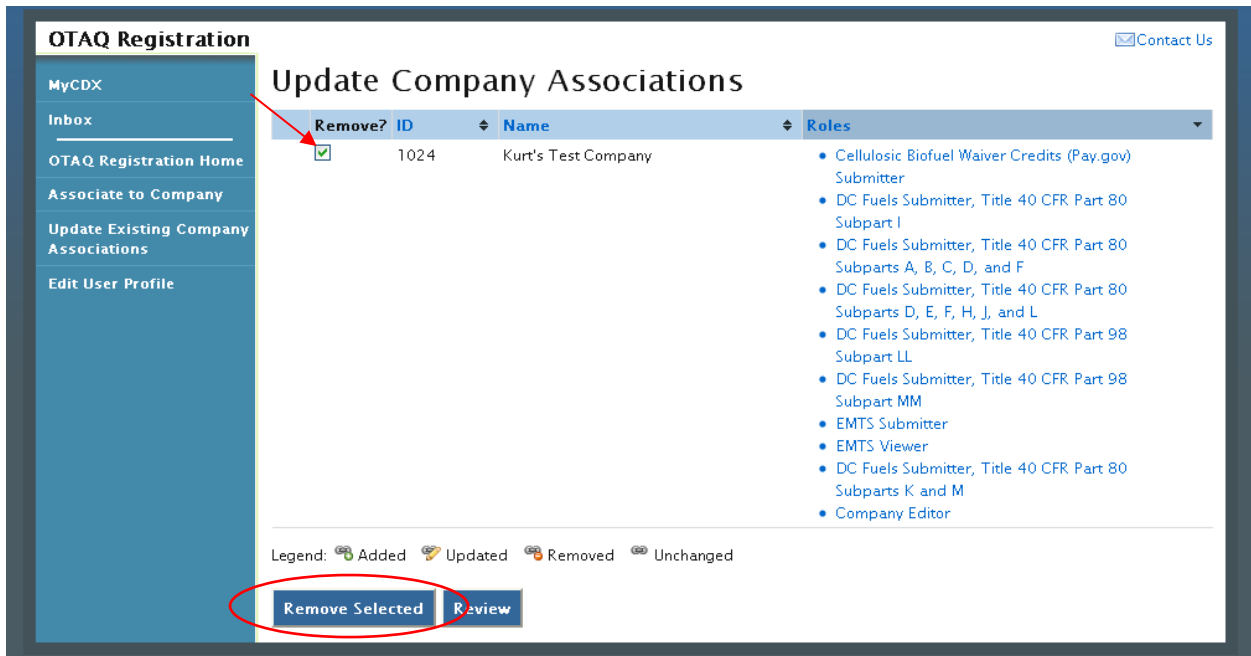 OTAQ Registration
Contact Us
MyCDX
Inbox
OTAQ Registration Home
Associate to Company
Update Existing Company
Associations
Edit User Profile
Update Company Associations
Remove? ID Name Roles
1024 Kurt's Test Company
Cellulosic Biofuel Waiver Credits (Pay.gov)
Submitter
DC Fuels Submitter, Title 40 CFR Part 80
Subpart I
DC Fuels Submitter, Title 40 CFR Part 80
Subparts A, B, C, D, and F
DC Fuels Submitter, Title 40 CFR Part 80
Subparts D, E, F, H, J, and L
DC Fuels Submitter, Title 40 CFR Part 98
Subpart LL
DC Fuels Submitter, Title 40 CFR Part 98
Subpart MM
EMTS Submitter
EMTS Viewer
DC Fuels Submitter, Title 40 CFR Part 80
Subparts K and M
Company Editor
Legend: Added Updated Removed Unchanged
Remove Selected Review